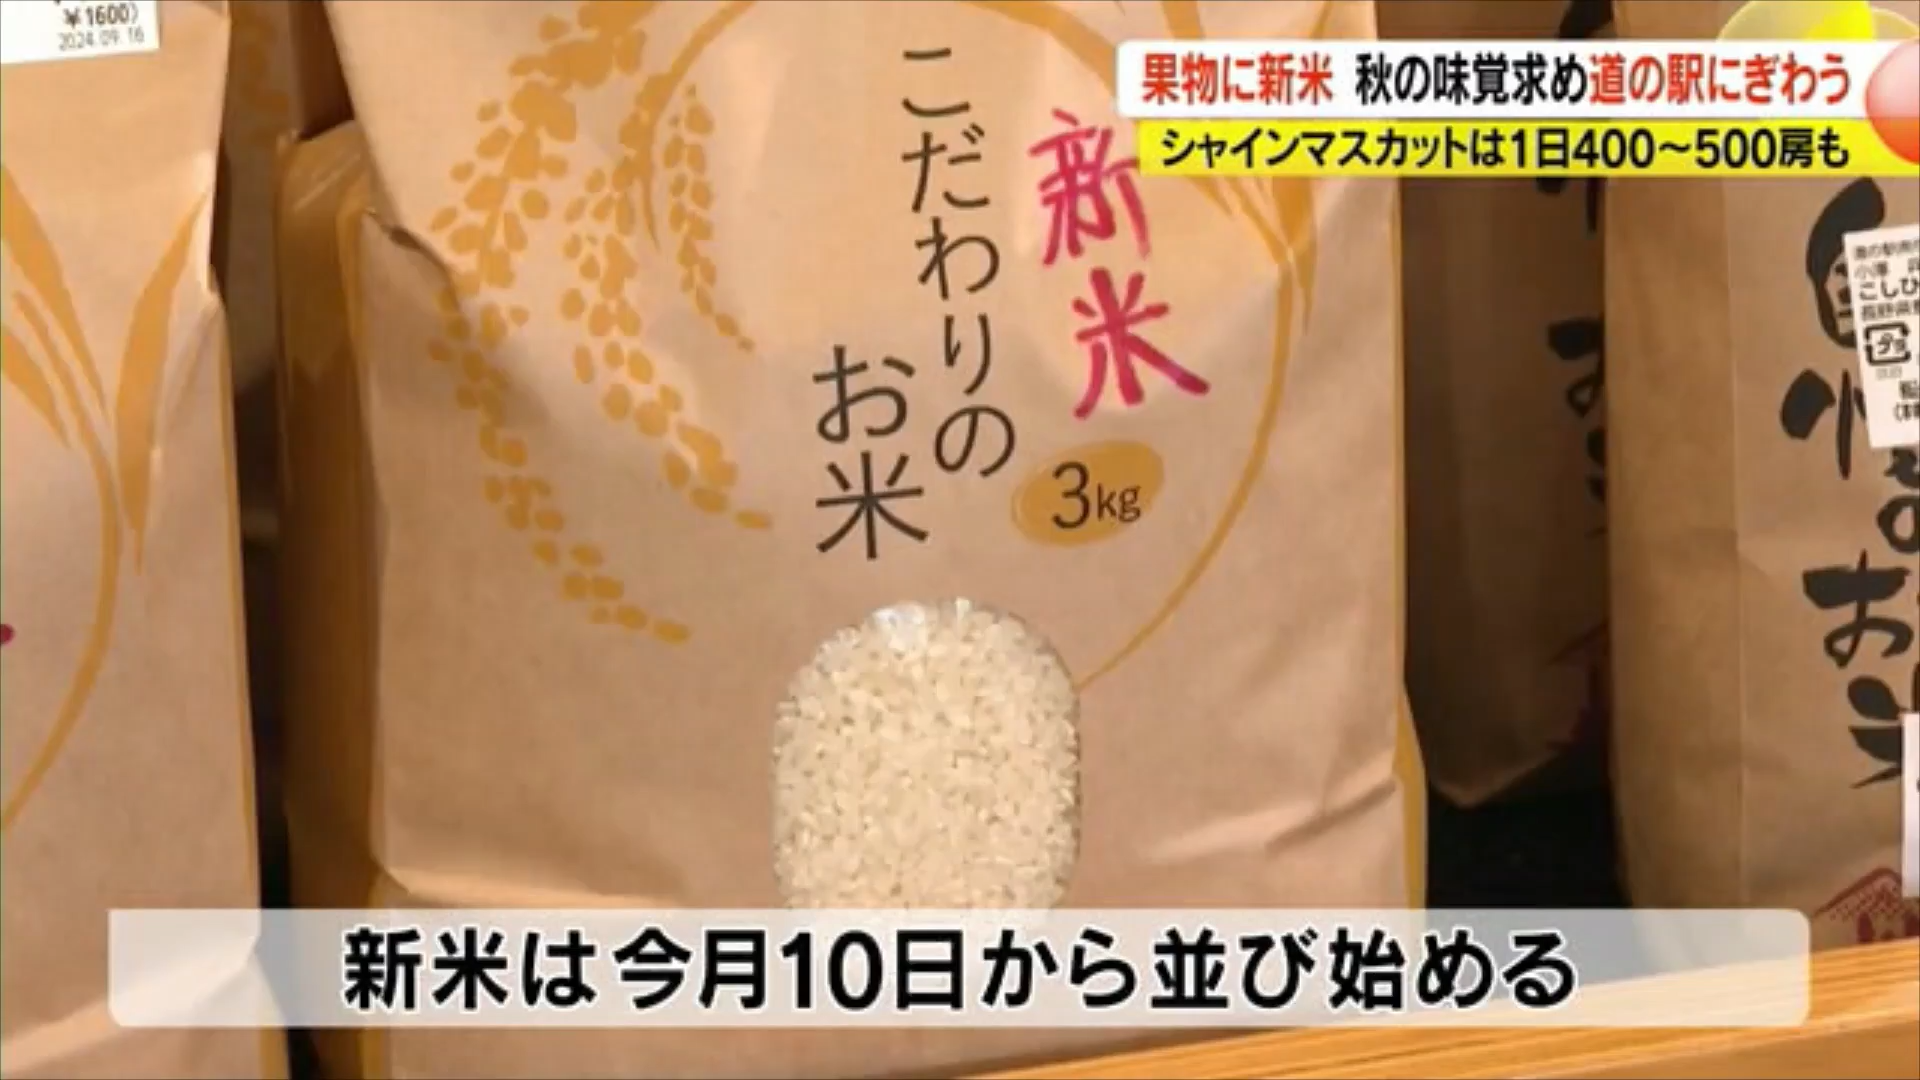 ¥1600)
2024.09.16
果物に新米 秋の味覚求め道の駅にぎわう
シャインマスカットは1日400〜500房も
新米
こだわりの
お米
3kg
こしひ
お米
新米は今月10日から並び始める